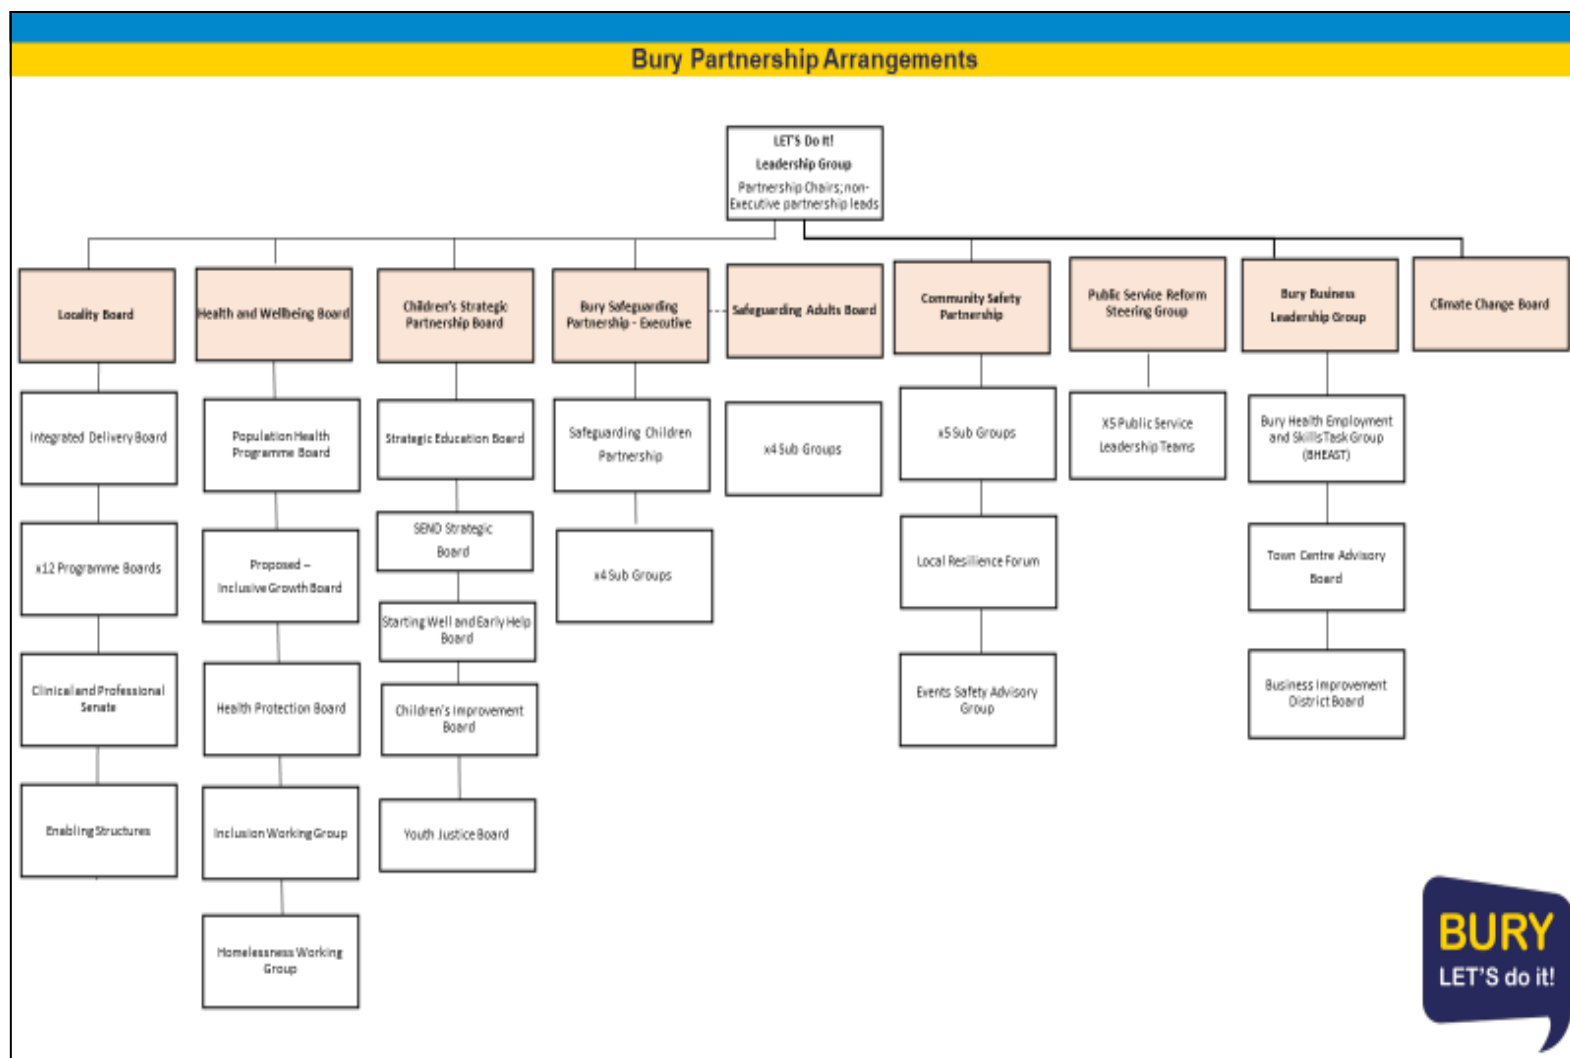 Bury Partnership Arrangements
LET'S Do It!
Leadership Group
Partnership Chairs; non-
Executive partnership leads
Locality Board
Health and Wellbeing Board
Children's Strategic
Partnership Board
Bury Safeguarding
Partnership - Executive
Safeguarding Adults Board
Community Safety
Partnership
Public Service Reform
Steering Group
Bury Business
Leadership Group
Climate Change Board
Integrated Delivery Board
x12 Programme Boards
Clinical and Professional
Senate
Enabling Structures
Population Health
Programme Board
Proposed –
Inclusive Growth Board
Health Protection Board
Inclusion Working Group
Homelessness Working
Group
Strategic Education Board
SEND Strategic
Board
Starting Well and Early Help
Board
Children's Improvement
Board
Youth Justice Board
Safeguarding Children
Partnership
x4 Sub Groups
x4 Sub Groups
x5 Sub Groups
Local Resilience Forum
Events Safety Advisory
Group
X5 Public Service
Leadership Teams
Bury Health Employment
and Skills Task Group
(BHEAST)
Town Centre Advisory
Board
Business Improvement
District Board
BURY
LET'S do it!